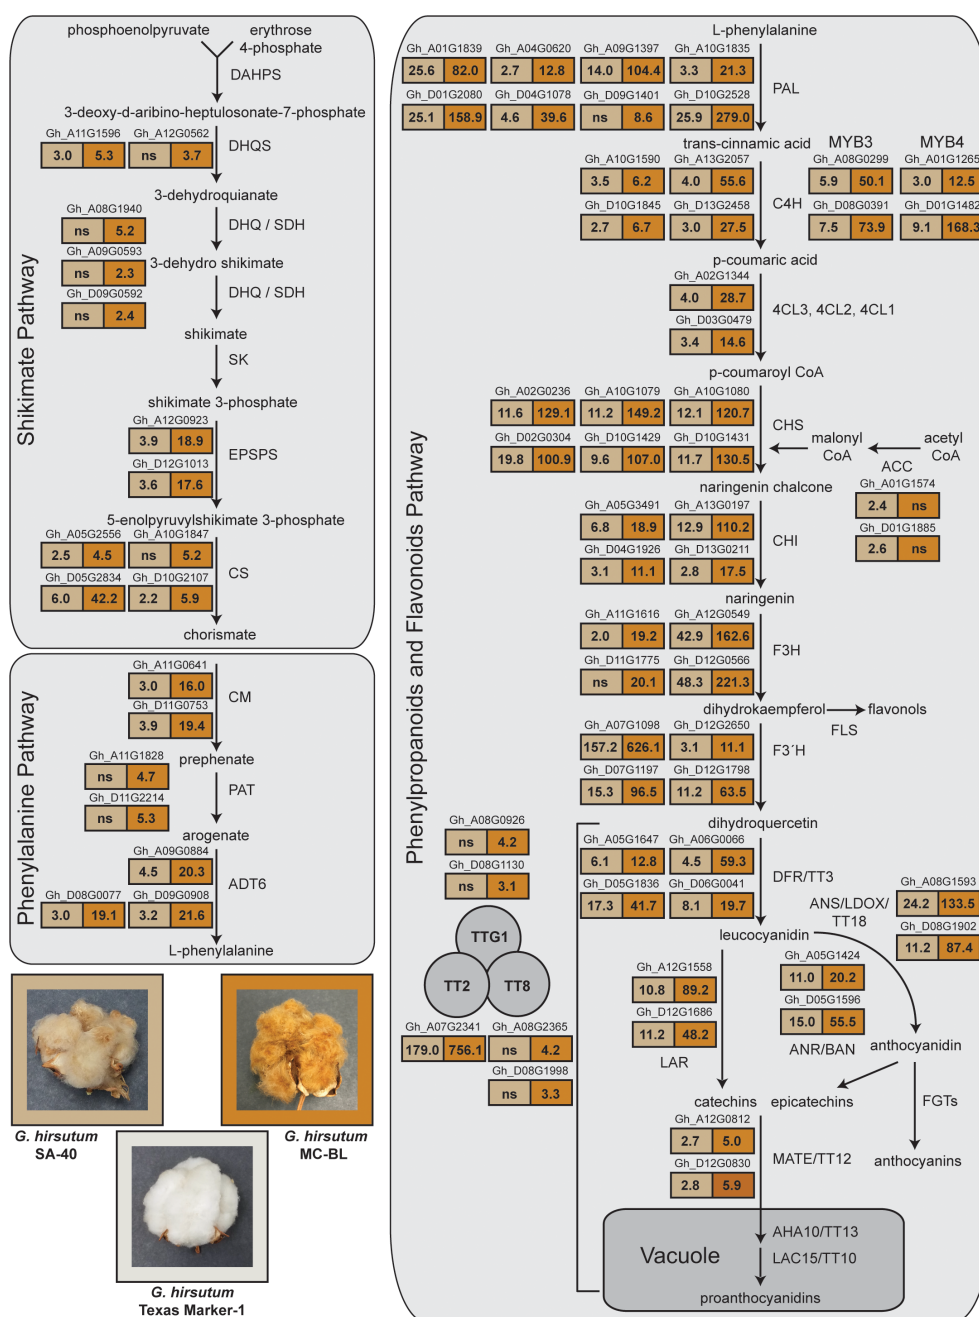 Shikimate Pathway
phosphoenolpyruvate
erythrose
4-phosphate
DAHPS
3-deoxy-d-aribino-heptulosonate-7-phosphate
Gh_A11G1596 Gh_A12G0562
3.0 5.3 ns 3.7
DHQS
3-dehydroquianate
Gh_A08G1940
ns 5.2
DHQ / SDH
Gh_A09G0593
ns 2.3
3-dehydro shikimate
Gh_D09G0592
ns 2.4
DHQ / SDH
shikimate
SK
shikimate 3-phosphate
Gh_A12G0923
3.9 18.9
EPSPS
Gh_D12G1013
3.6 17.6
5-enolpyruvylshikimate 3-phosphate
Gh_A05G2556 Gh_A10G1847
2.5 4.5 ns 5.2
CS
Gh_D05G2834 Gh_D10G2107
6.0 42.2 2.2 5.9
chorismate
Phenylalanine Pathway
Gh_A11G0641
3.0 16.0
CM
Gh_D11G0753
3.9 19.4
prephenate
Gh_A11G1828
ns 4.7
PAT
Gh_D11G2214
ns 5.3
arogenate
Gh_A09G0884
4.5 20.3
ADT6
Gh_D08G0077 Gh_D09G0908
3.0 19.1 3.2 21.6
L-phenylalanine
G. hirsutum
SA-40
G. hirsutum
MC-BL
G. hirsutum
Texas Marker-1
Phenylpropanoids and Flavonoids Pathway
L-phenylalanine
Gh_A01G1839 Gh_A04G0620 Gh_A09G1397 Gh_A10G1835
25.6 82.0 2.7 12.8 14.0 104.4 3.3 21.3
PAL
Gh_D01G2080 Gh_D04G1078 Gh_D09G1401 Gh_D10G2528
25.1 158.9 4.6 39.6 ns 8.6 25.9 279.0
trans-cinnamic acid
MYB3 MYB4
Gh_A10G1590 Gh_A13G2057 Gh_A08G0299 Gh_A01G1265
3.5 6.2 4.0 55.6 5.9 50.1 3.0 12.5
C4H
Gh_D10G1845 Gh_D13G2458 Gh_D08G0391 Gh_D01G1482
2.7 6.7 3.0 27.5 7.5 73.9 9.1 168.3
p-coumaric acid
Gh_A02G1344
4.0 28.7
4CL3, 4CL2, 4CL1
Gh_D03G0479
3.4 14.6
p-coumaroyl CoA
Gh_A02G0236 Gh_A10G1079 Gh_A10G1080
11.6 129.1 11.2 149.2 12.1 120.7
CHS
Gh_D02G0304 Gh_D10G1429 Gh_D10G1431
19.8 100.9 9.6 107.0 11.7 130.5
malonyl
CoA
acetyl
CoA
ACC
Gh_A01G1574
2.4 ns
Gh_D01G1885
2.6 ns
naringenin chalcone
Gh_A05G3491 Gh_A13G0197
6.8 18.9 12.9 110.2
CHI
Gh_D04G1926 Gh_D13G0211
3.1 11.1 2.8 17.5
naringenin
Gh_A11G1616 Gh_A12G0549
2.0 19.2 42.9 162.6
F3H
Gh_D11G1775 Gh_D12G0566
ns 20.1 48.3 221.3
dihydrokaempferol
flavonols
FLS
Gh_A07G1098 Gh_D12G2650
157.2 626.1 3.1 11.1
F3´H
Gh_D07G1197 Gh_D12G1798
15.3 96.5 11.2 63.5
dihydroquercetin
Gh_A08G0926
ns 4.2
Gh_D08G1130
ns 3.1
TTG1
TT2 TT8
Gh_A07G2341 Gh_A08G2365
179.0 756.1 ns 4.2
Gh_D08G1998
ns 3.3
Gh_A05G1647 Gh_A06G0066
6.1 12.8 4.5 59.3
DFR/TT3
Gh_D05G1836 Gh_D06G0041
17.3 41.7 8.1 19.7
leucocyanidin
ANS/LDOX/
TT18
Gh_A08G1593
24.2 133.5
Gh_D08G1902
11.2 87.4
Gh_A12G1558
10.8 89.2
Gh_D12G1686
11.2 48.2
LAR
Gh_A05G1424
11.0 20.2
Gh_D05G1596
15.0 55.5
ANR/BAN
anthocyanidin
catechins epicatechins
FGTs
anthocyanins
Gh_A12G0812
2.7 5.0
MATE/TT12
Gh_D12G0830
2.8 5.9
Vacuole
AHA10/TT13
LAC15/TT10
proanthocyanidins